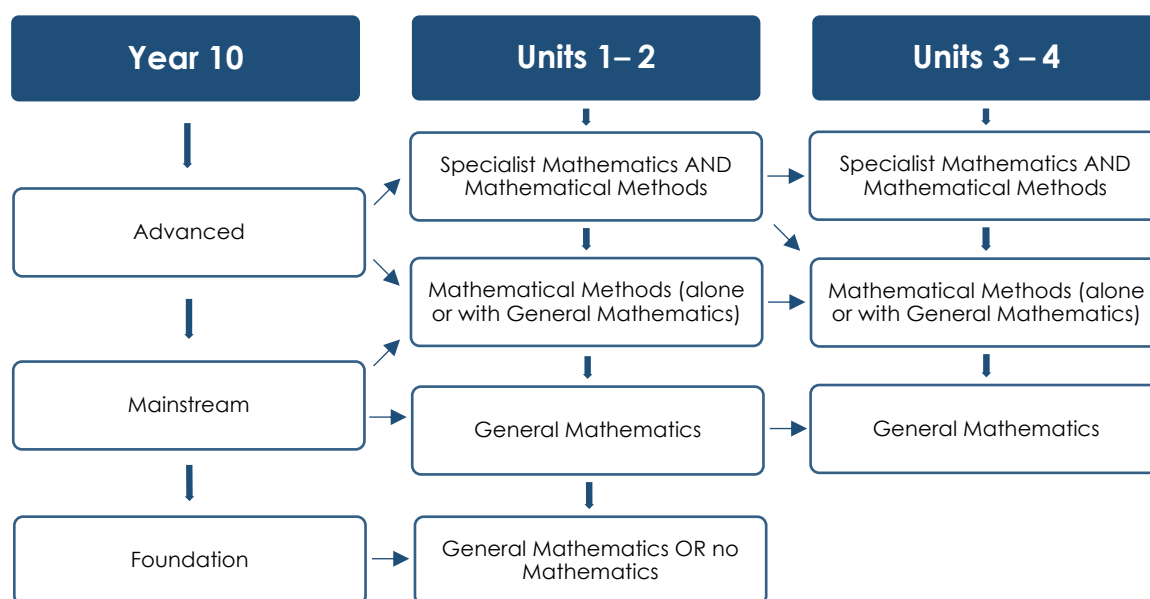 Year 10
Units 1– 2
Units 3 – 4
Advanced
Mainstream
Foundation
Specialist Mathematics AND
Mathematical Methods
Mathematical Methods (alone
or with General Mathematics)
General Mathematics
General Mathematics OR no
Mathematics
Specialist Mathematics AND
Mathematical Methods
Mathematical Methods (alone
or with General Mathematics)
General Mathematics